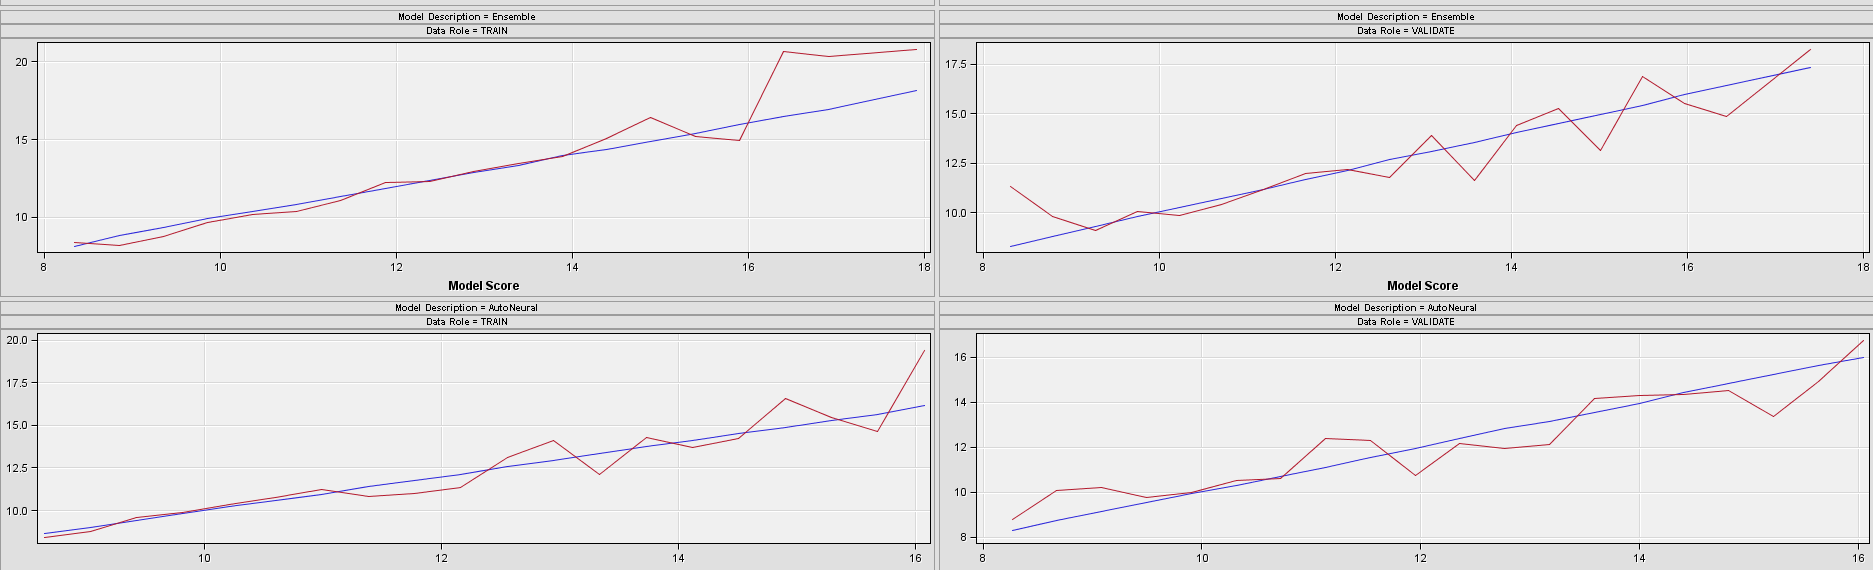 Model Description = Ensemble
Data Role = TRAIN
20
15
10
8 10 12 14 16 18
Model Score
Model Description = Ensemble
Data Role = VALIDATE
17.5
15.0
12.5
10.0
8 10 12 14 16 18
Model Score
Model Description = AutoNeural
Data Role = TRAIN
20.0
17.5
15.0
12.5
10.0
10 12 14 16
Model Description = AutoNeural
Data Role = VALIDATE
16
14
12
10
8
8 10 12 14 16